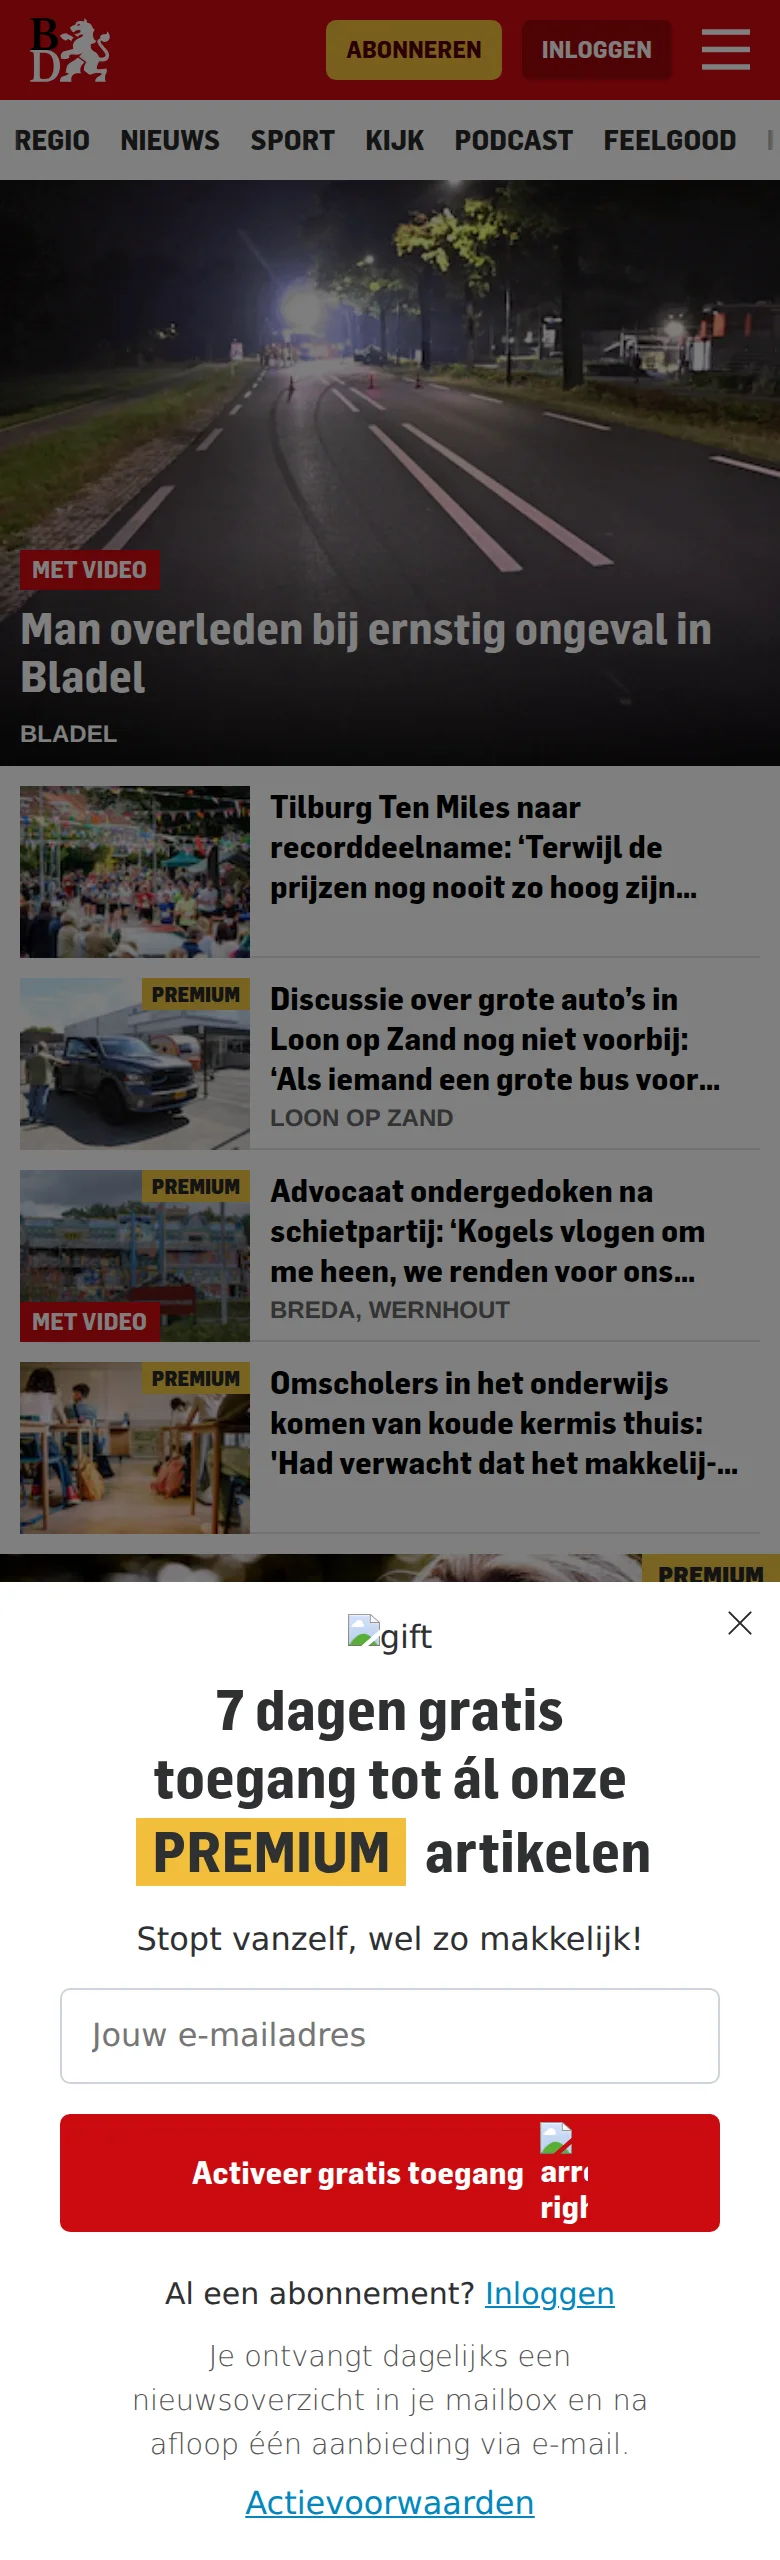 BD
ABONNEREN
INLOGGEN
REGIO NIEUWS SPORT KIJK PODCAST FEELGOOD
MET VIDEO
Man overleden bij ernstig ongeval in
Bladel
BLADEL
Tilburg Ten Miles naar
recorddeelname: ‘Terwijl de
prijzen nog nooit zo hoog zijn...
PREMIUM
Discussie over grote auto’s in
Loon op Zand nog niet voorbij:
‘Als iemand een grote bus voor...
LOON OP ZAND
PREMIUM
MET VIDEO
Advocaat ondergedoken na
schietpartij: ‘Kogels vlogen om
me heen, we renden voor ons...
BREDA, WERNHOUT
PREMIUM
Omscholers in het onderwijs
komen van koude kermis thuis:
'Had verwacht dat het makkelij-...
PREMIUM
gift
7 dagen gratis
toegang tot ál onze
PREMIUM artikelen
Stopt vanzelf, wel zo makkelijk!
Jouw e-mailadres
Activeer gratis toegang
Al een abonnement? Inloggen
Je ontvangt dagelijks een
nieuwsoverzicht in je mailbox en na
afloop één aanbieding via e-mail.
Actievoorwaarden